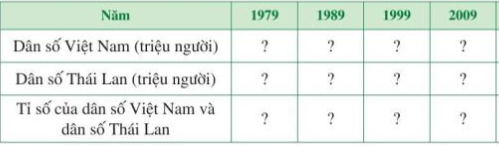 Năm 1979 1989 1999 2009
Dân số Việt Nam (triệu người) ? ? ? ?
Dân số Thái Lan (triệu người) ? ? ? ?
Tỉ số của dân số Việt Nam và
dân số Thái Lan ? ? ? ?